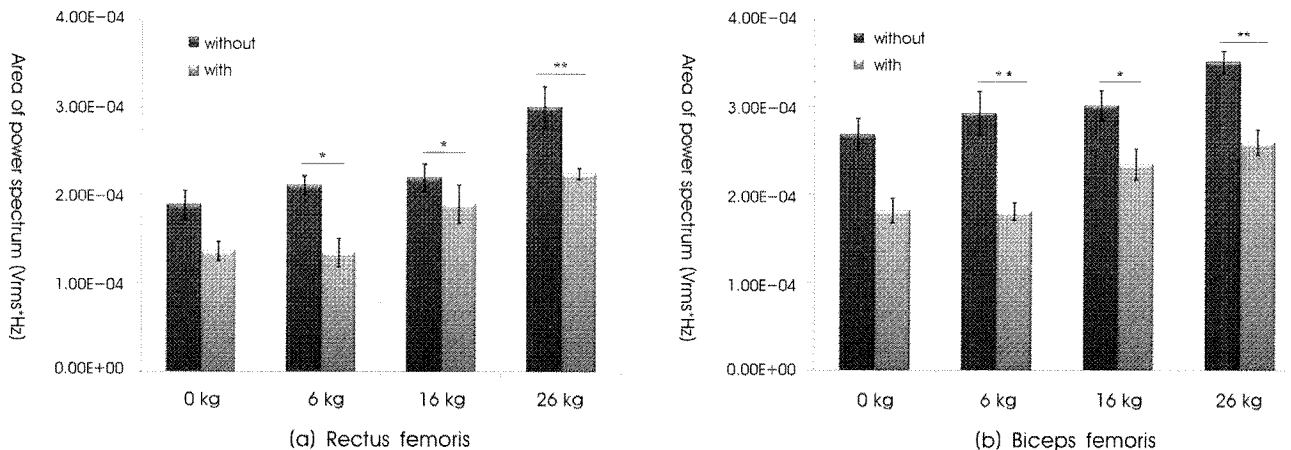 Area of power spectrum (Vrms*Hz)
4.00E-04
3.00E-04
2.00E-04
1.00E-04
0.00E+00
without
with
*
*
**
0 kg
6 kg
16 kg
26 kg
(a) Rectus femoris
Area of power spectrum (Vrms*Hz)
4.00E-04
3.00E-04
2.00E-04
1.00E-04
0.00E+00
without
with
**
*
**
0 kg
6 kg
16 kg
26 kg
(b) Biceps femoris